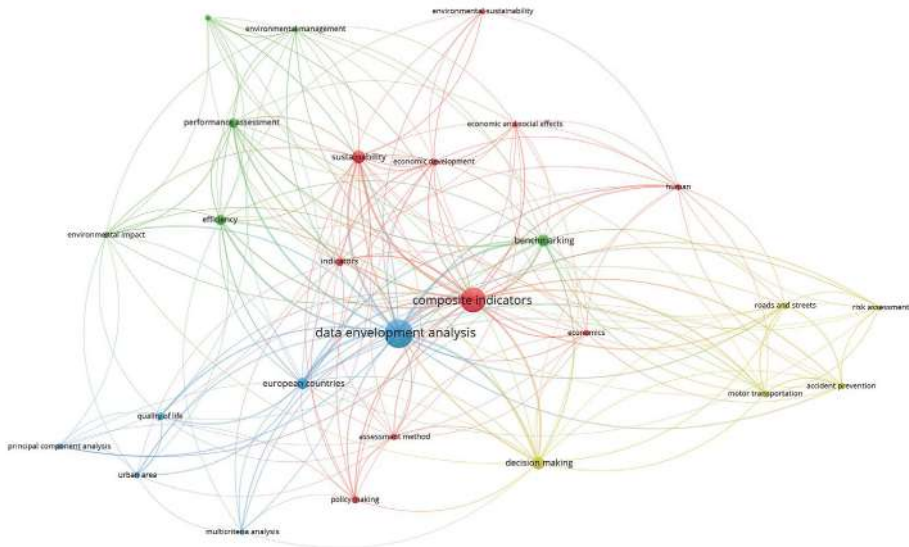 environmental sustainability
environmental management
performance assessment
economic and social effects
sustainability
economic development
human
efficiency
environmental impact
benchmarking
indicators
composite indicators
roads and streets
risk assessment
data envelopment analysis
economics
european countries
accident prevention
motor transportation
quality of life
assessment method
principal component analysis
decision making
urban area
policy making
multicriteria analysis